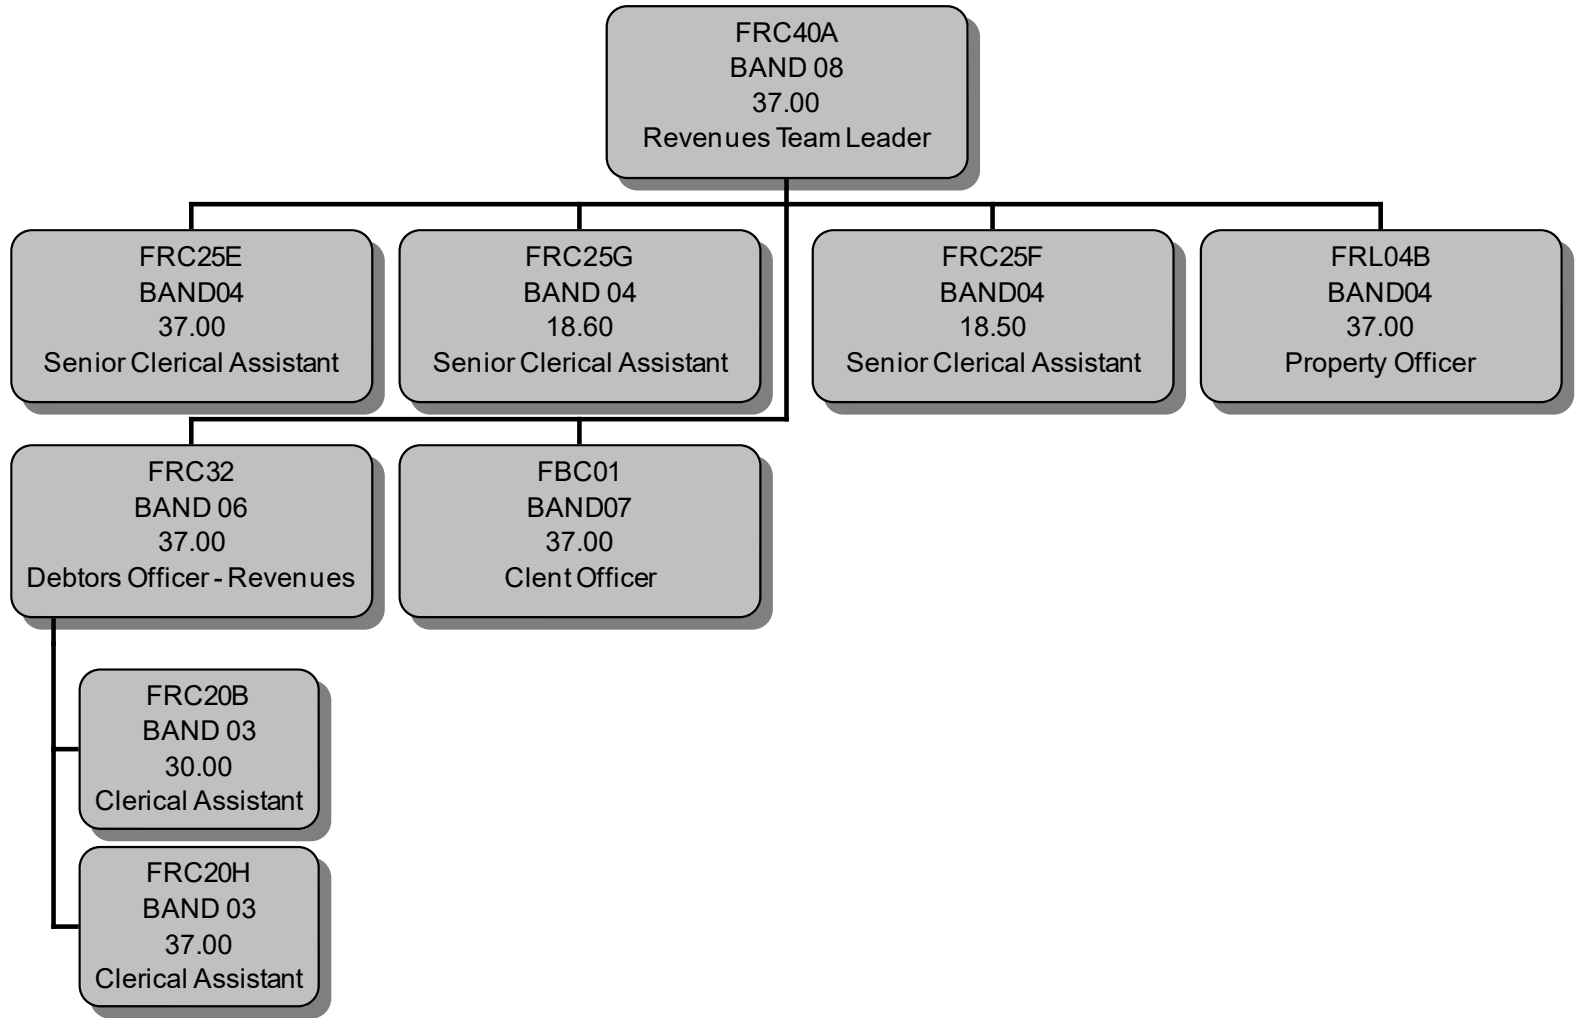 FRC40A
BAND 08
37.00
Revenues Team Leader
FRC25E
BAND04
37.00
Senior Clerical Assistant
FRC25G
BAND 04
18.60
Senior Clerical Assistant
FRC25F
BAND04
18.50
Senior Clerical Assistant
FRL04B
BAND04
37.00
Property Officer
FRC32
BAND 06
37.00
Debtors Officer - Revenues
FBC01
BAND07
37.00
Clent Officer
FRC20B
BAND 03
30.00
Clerical Assistant
FRC20H
BAND 03
37.00
Clerical Assistant